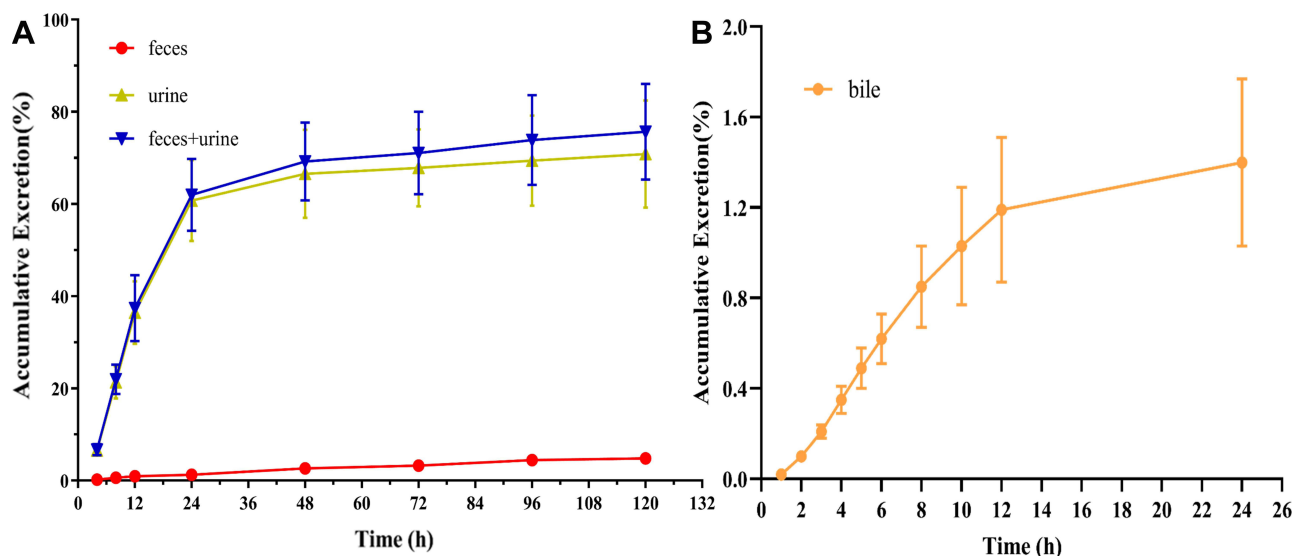 A
feces
urine
feces+urine
Accumulative Excretion(%)
100
80
60
40
20
0
0 12 24 36 48 60 72 84 96 108 120 132
Time (h)
B
bile
Accumulative Excretion(%)
2.0
1.6
1.2
0.8
0.4
0.0
0 2 4 6 8 10 12 14 16 18 20 22 24 26
Time (h)